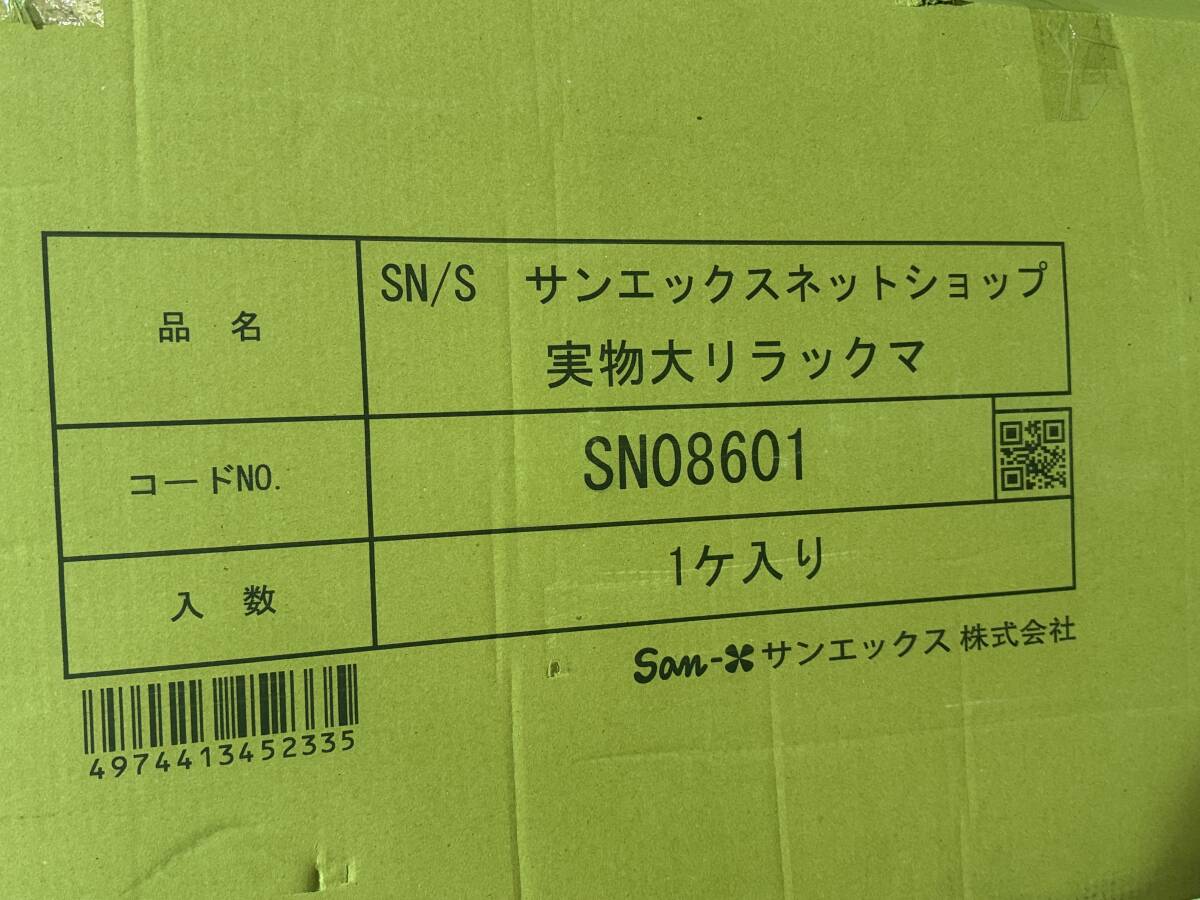 品 名
SN/S サンエックスネットショップ
実物大リラックマ
コードNO.
SN08601
入 数
1ケ入り
San-X サンエックス 株式会社
4974413452335